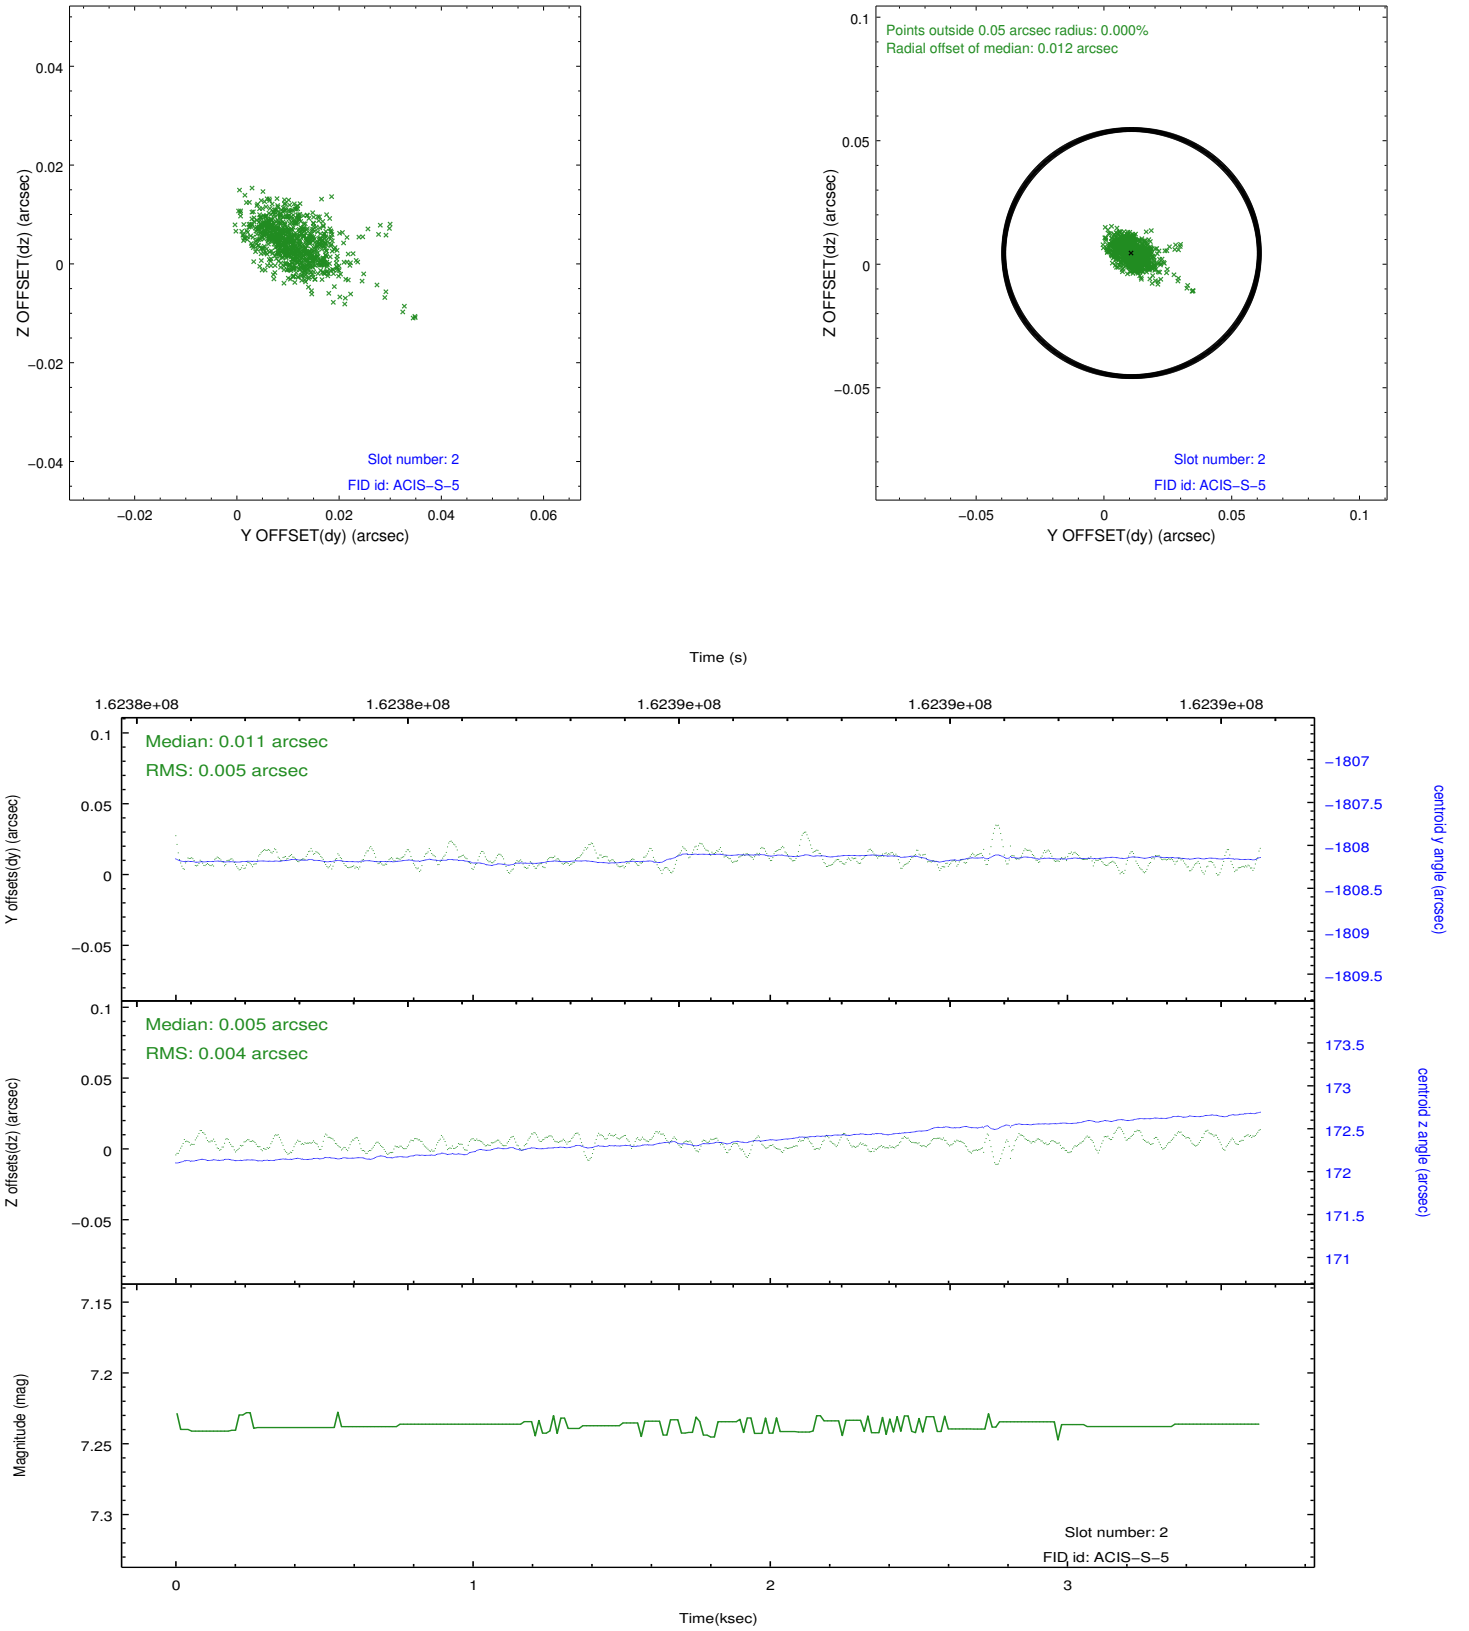 0.04
0.02
0
−0.02
−0.04
Z OFFSET(dz) (arcsec)
Slot number: 2
FID id: ACIS−S−5
−0.02 0 0.02 0.04 0.06
Y OFFSET(dy) (arcsec)
Points outside 0.05 arcsec radius: 0.000%
Radial offset of median: 0.012 arcsec
0.1
0.05
0
−0.05
Z OFFSET(dz) (arcsec)
Slot number: 2
FID id: ACIS−S−5
−0.05 0 0.05 0.1
Y OFFSET(dy) (arcsec)
Time (s)
1.6238e+08 1.6238e+08 1.6239e+08 1.6239e+08 1.6239e+08
Median: 0.011 arcsec
RMS: 0.005 arcsec
0.1
0.05
0
−0.05
Y offsets(dy) (arcsec)
−1807
−1807.5
−1808
−1808.5
−1809
−1809.5
centroid y angle (arcsec)
Median: 0.005 arcsec
RMS: 0.004 arcsec
0.1
0.05
0
−0.05
Z offsets(dz) (arcsec)
173.5
173
172.5
172
171.5
171
centroid z angle (arcsec)
7.15
7.2
7.25
7.3
Magnitude (mag)
Slot number: 2
FID id: ACIS−S−5
0 1 2 3
Time(ksec)